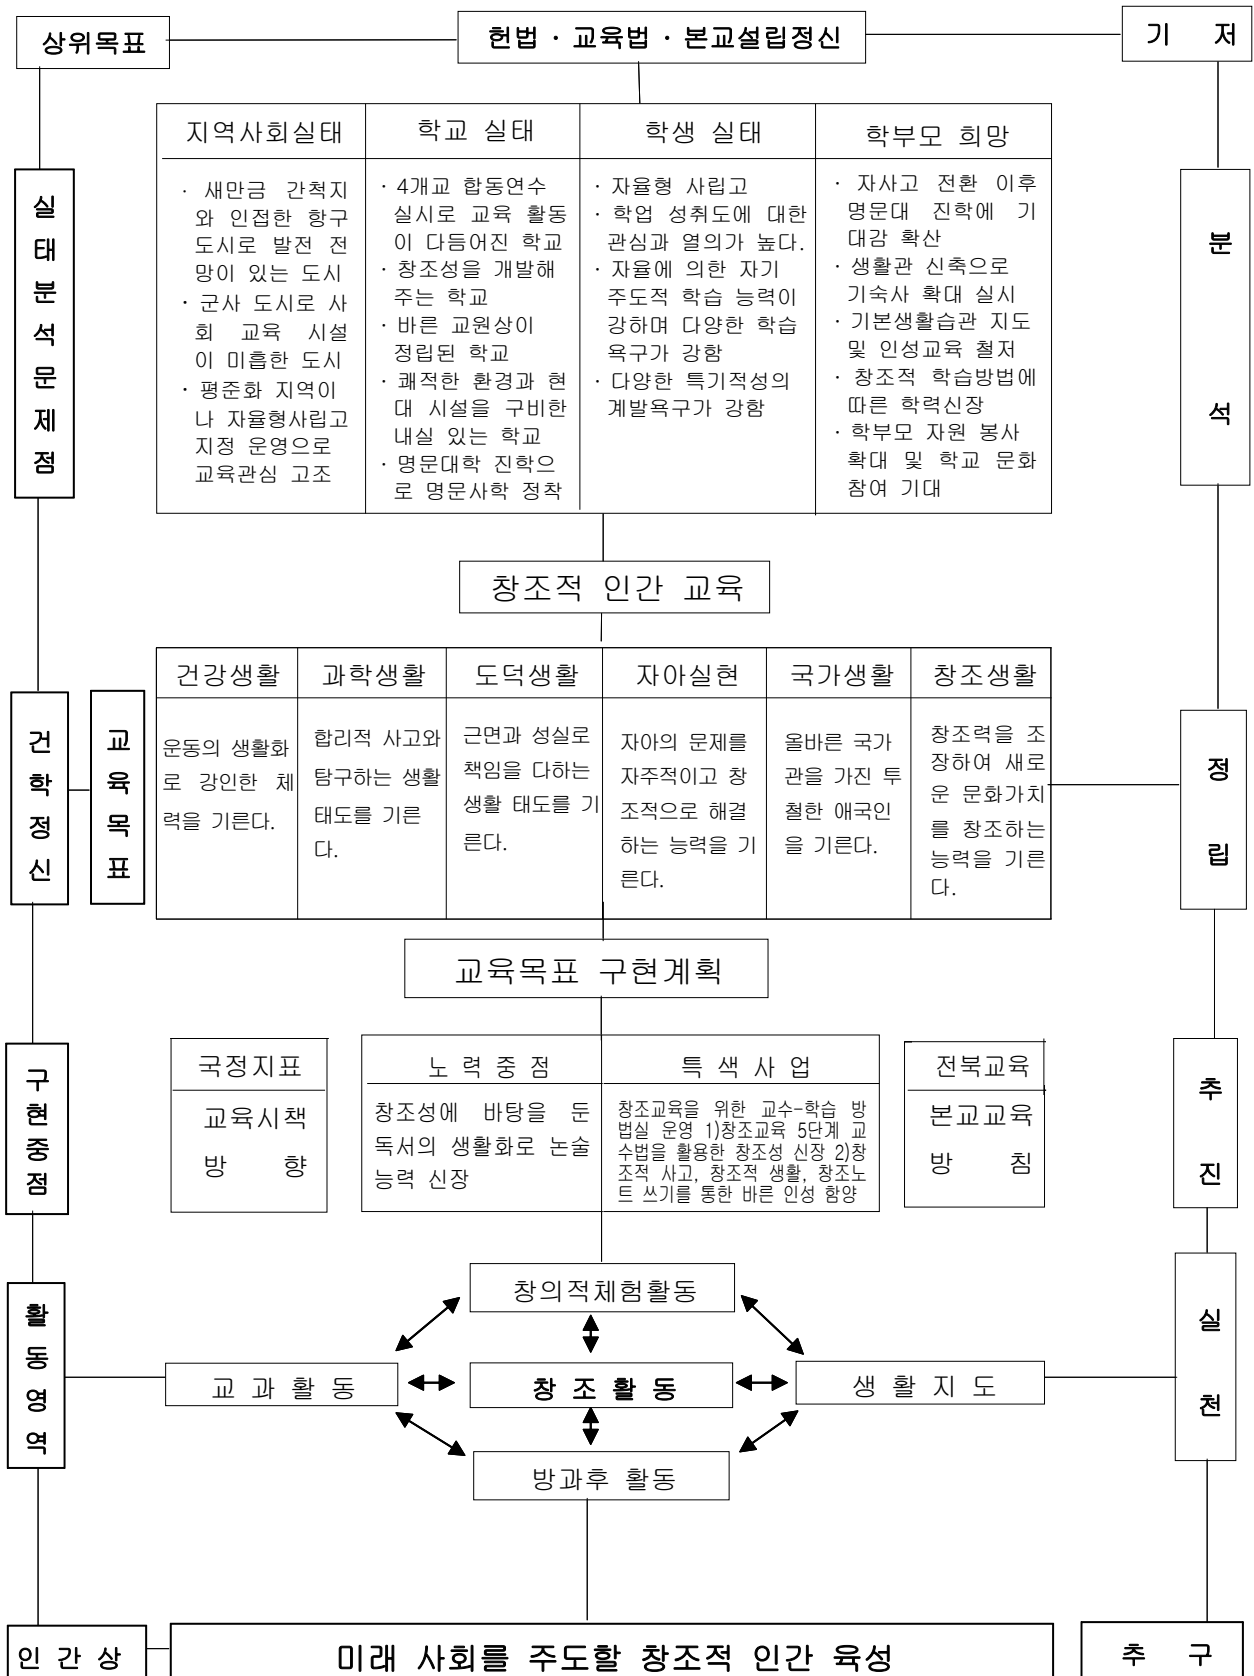 상위목표
헌법 · 교육법 · 본교설립정신
기 저
실태분석문제점
분석
지역사회실태
· 새만금 간척지
와 인접한 항구
도시로 발전 전
망이 있는 도시
· 군사 도시로 사
회 교육 시설
이 미흡한 도시
· 평준화 지역이
나 자율형사립고
지정 운영으로
교육관심 고조
학교 실태
· 4개교 합동연수
실시로 교육 활동
이 다듬어진 학교
· 창조성을 개발해
주는 학교
· 바른 교원상이
정립된 학교
· 쾌적한 환경과 현
대 시설을 구비한
내실 있는 학교
· 명문대학 진학으
로 명문사학 정착
학생 실태
· 자율형 사립고
· 학업 성취도에 대한
관심과 열의가 높다.
· 자율에 의한 자기
주도적 학습 능력이
강하며 다양한 학습
욕구가 강함
· 다양한 특기적성의
계발욕구가 강함
학부모 희망
· 자사고 전환 이후
명문대 진학에 기
대감 확산
· 생활관 신축으로
기숙사 확대 실시
· 기본생활습관 지도
및 인성교육 철저
· 창조적 학습방법에
따른 학력신장
· 학부모 자원 봉사
확대 및 학교 문화
참여 기대
창조적 인간 교육
건학정신
교육목표
정립
건강생활
운동의 생활화
로 강인한 체
력을 기른다.
과학생활
합리적 사고와
탐구하는 생활
태도를 기른
다.
도덕생활
근면과 성실로
책임을 다하는
생활 태도를 기
른다.
자아실현
자아의 문제를
자주적이고 창
조적으로 해결
하는 능력을 기
른다.
국가생활
올바른 국가
관을 가진 투
철한 애국인
을 기른다.
창조생활
창조력을 조
장하여 새로
운 문화가치
를 창조하는
능력을 기른
다.
교육목표 구현계획
구현중점
추진
국정지표
교육시책
방 향
노 력 중 점
창조성에 바탕을 둔
독서의 생활화로 논술
능력 신장
특 색 사 업
창조교육을 위한 교수-학습 방
법실 운영 1)창조교육 5단계 교
수법을 활용한 창조성 신장 2)창
조적 사고, 창조적 생활, 창조노
트 쓰기를 통한 바른 인성 함양
전북교육
본교교육
방 침
활동영역
실천
창의적체험활동
교 과 활 동
창 조 활 동
생 활 지 도
방과후 활동
인 간 상
미래 사회를 주도할 창조적 인간 육성
추 구